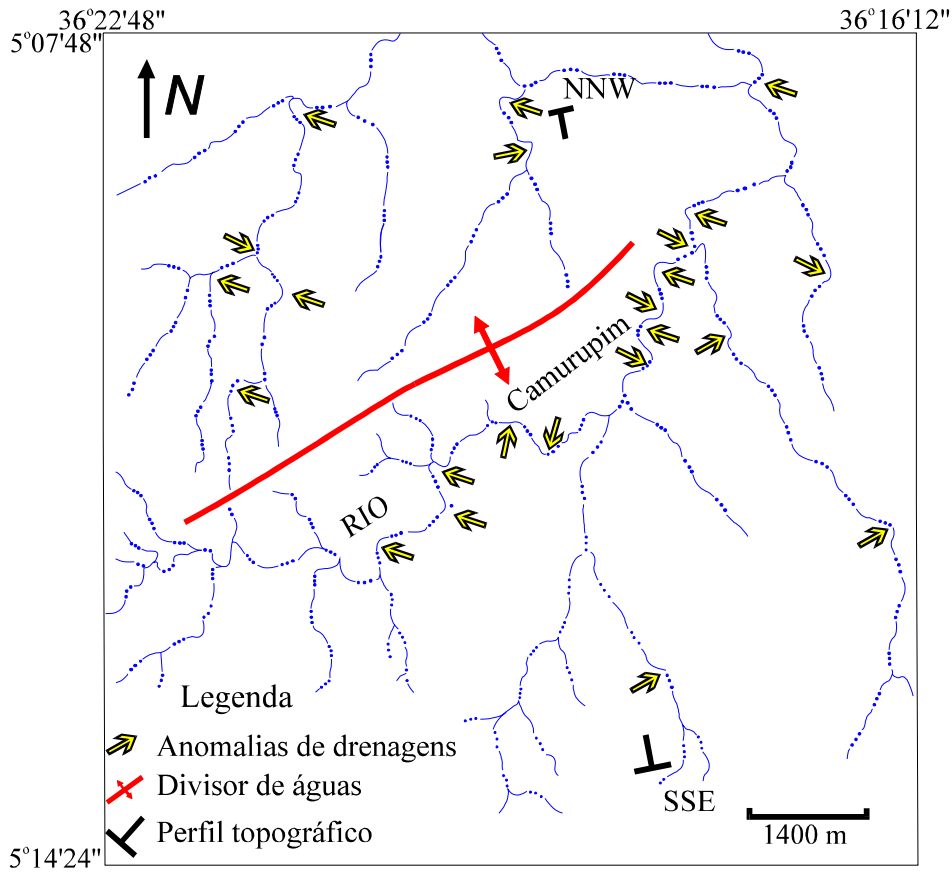 36°22'48"
36°16'12"
5°07'48"
N
NNW
Camurupim
RIO
Legenda
Anomalias de drenagens
Divisor de águas
Perfil topográfico
SSE
1400 m
5°14'24"